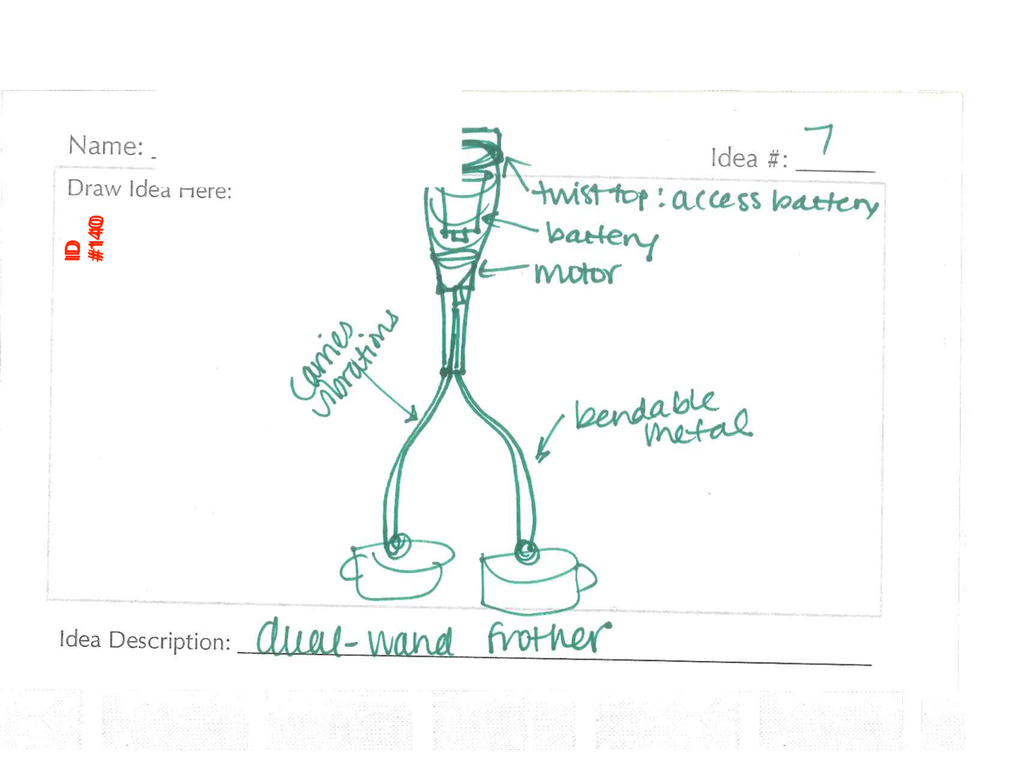 Name:
Idea #: 7
Draw Idea Here:
ID
#140
twist top: access battery
battery
motor
carries
vibrations
bendable
metal
Idea Description: dual-wand frother